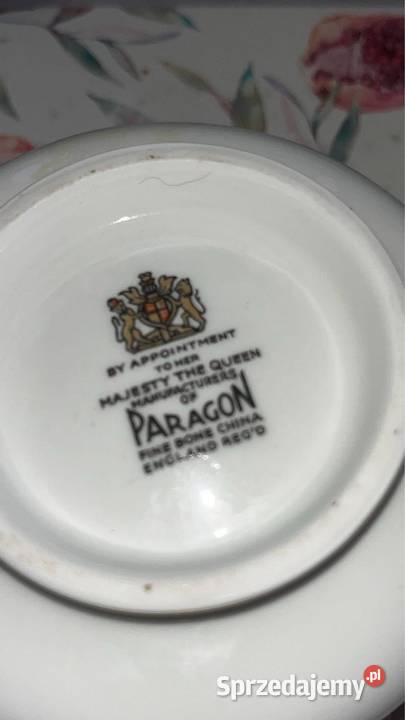 BY APPOINTMENT
TO HER
MAJESTY THE QUEEN
MANUFACTURERS
OF
PARAGON
FINE BONE CHINA
ENGLAND REG'D
Sprzedajemy.pl